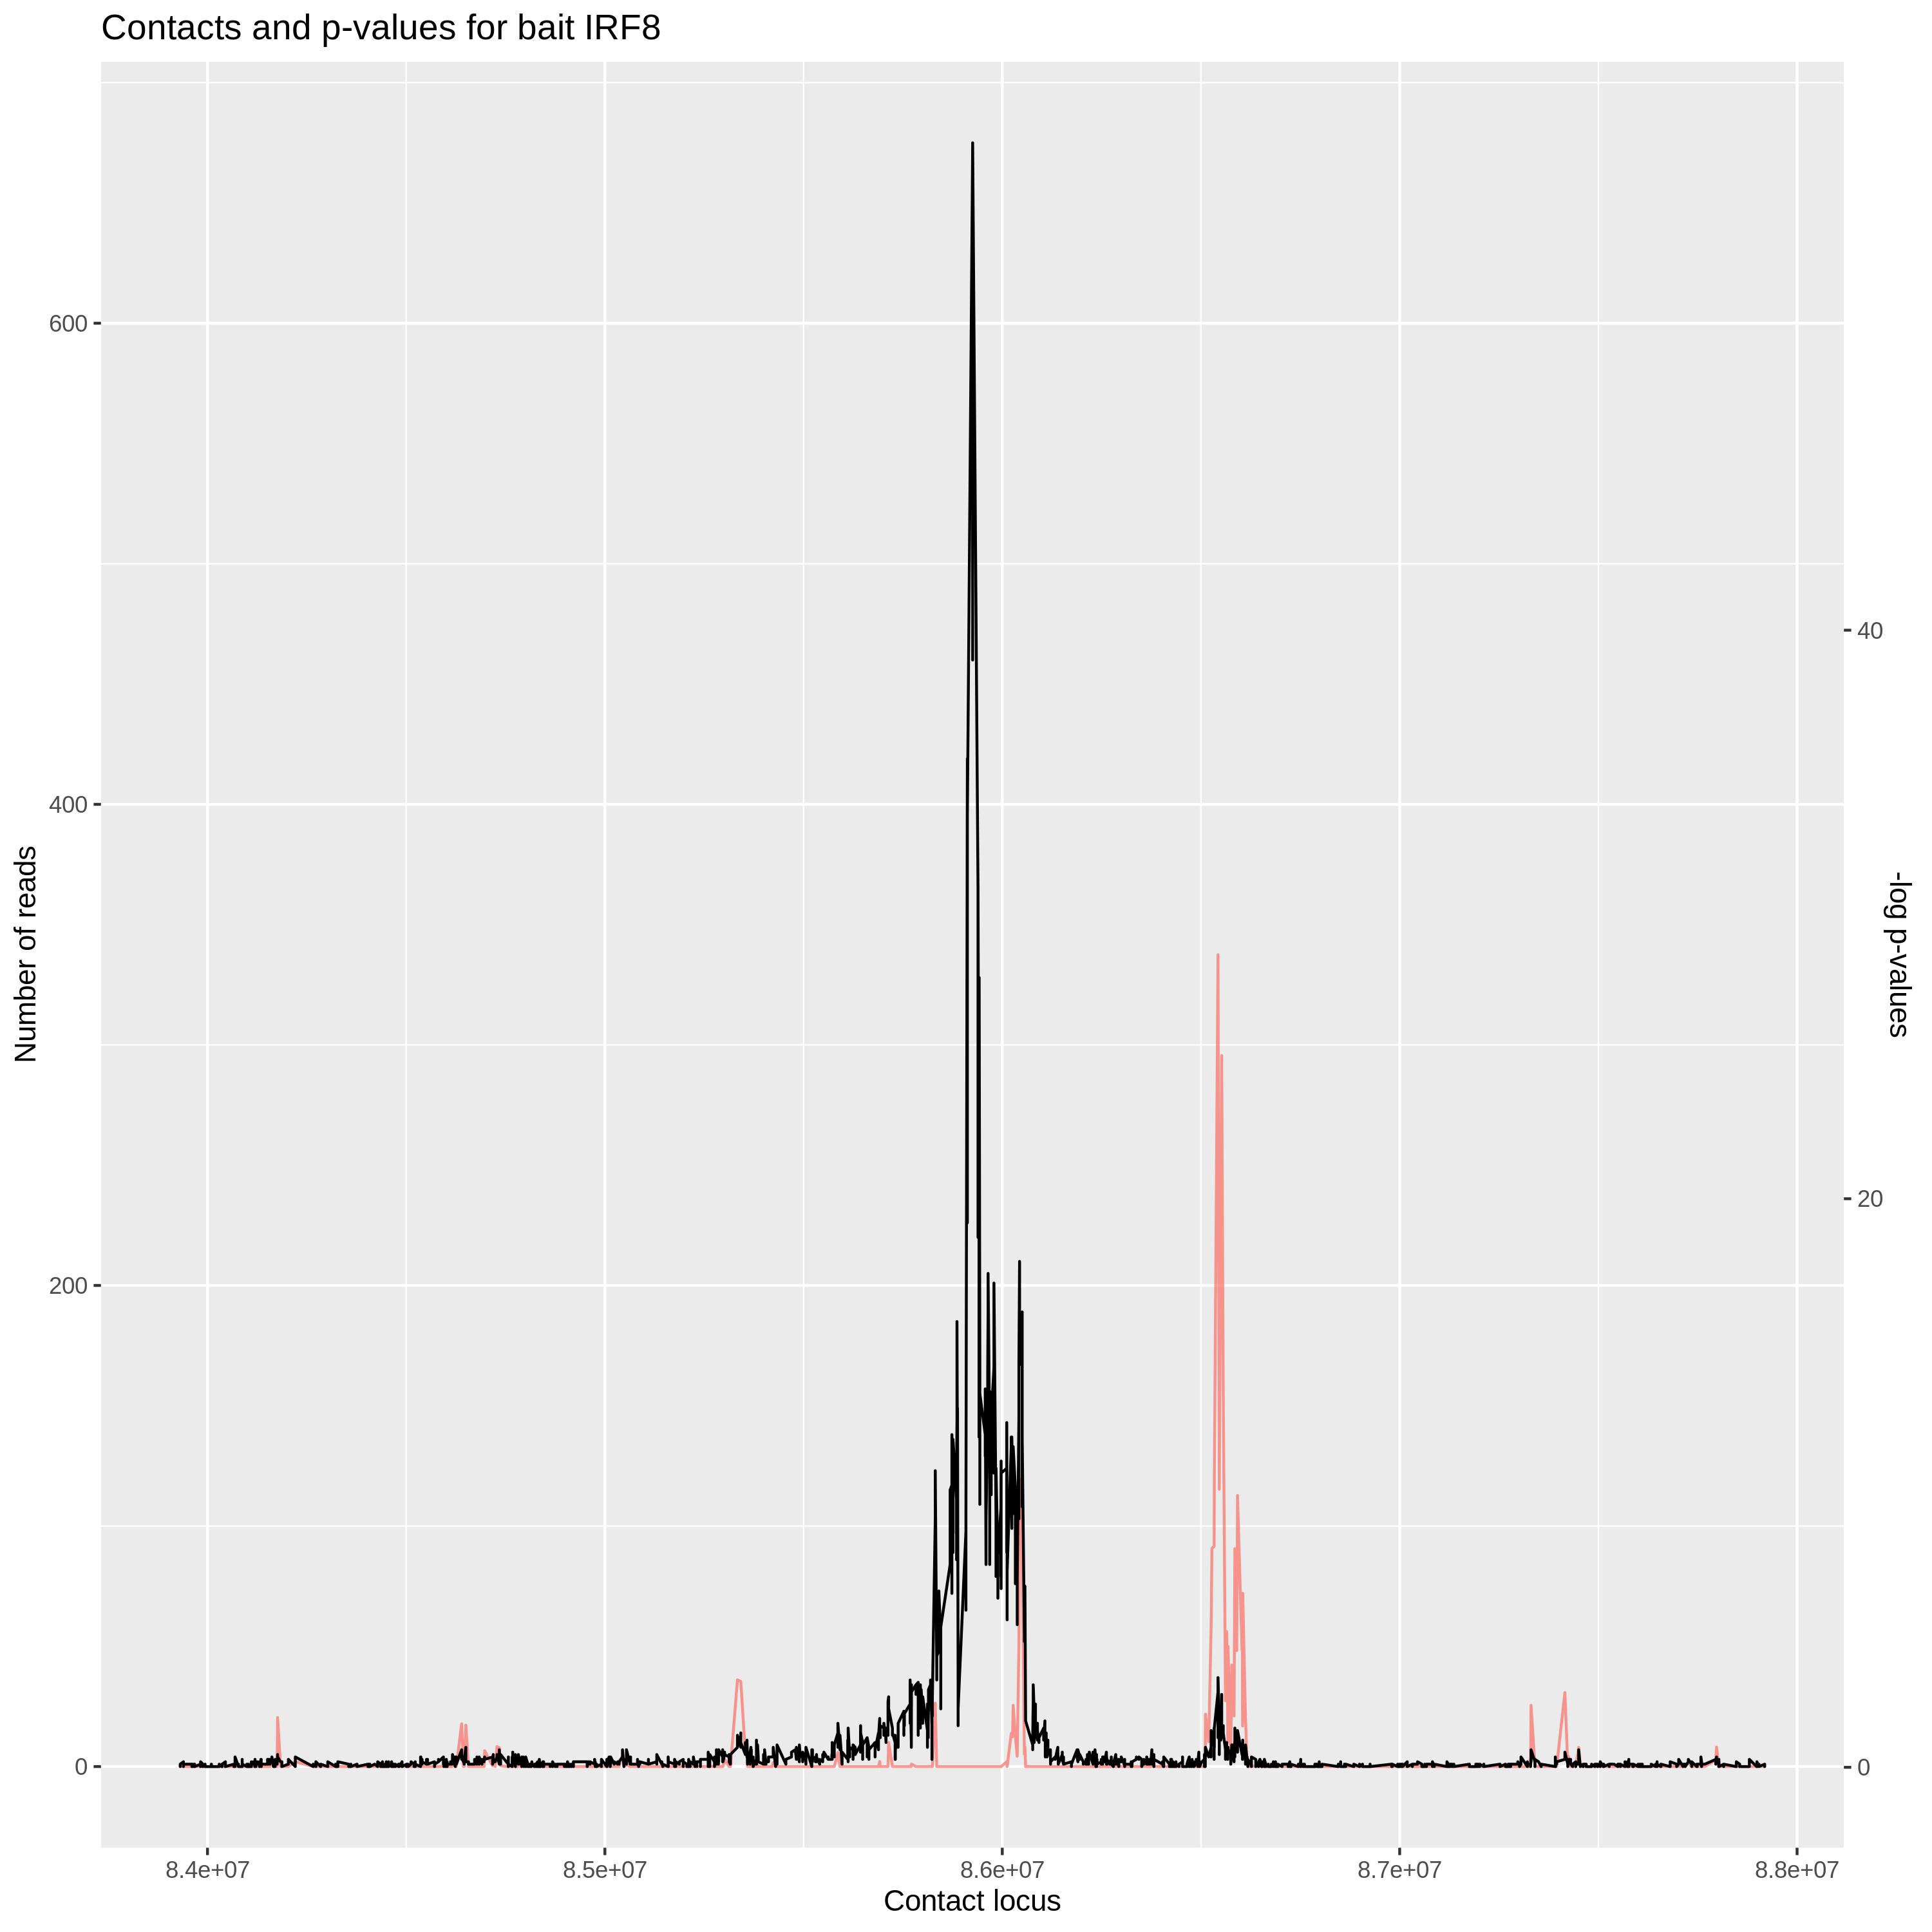 Contacts and p-values for bait IRF8
Number of reads
600
400
200
0
-log p-values
40
20
0
8.4e+07 8.5e+07 8.6e+07 8.7e+07 8.8e+07
Contact locus